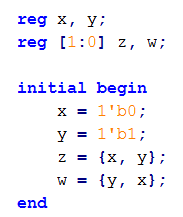 reg x, y;
reg [1:0] z, w;

initial begin
    x = 1'b0;
    y = 1'b1;
    z = {x, y};
    w = {y, x};
end